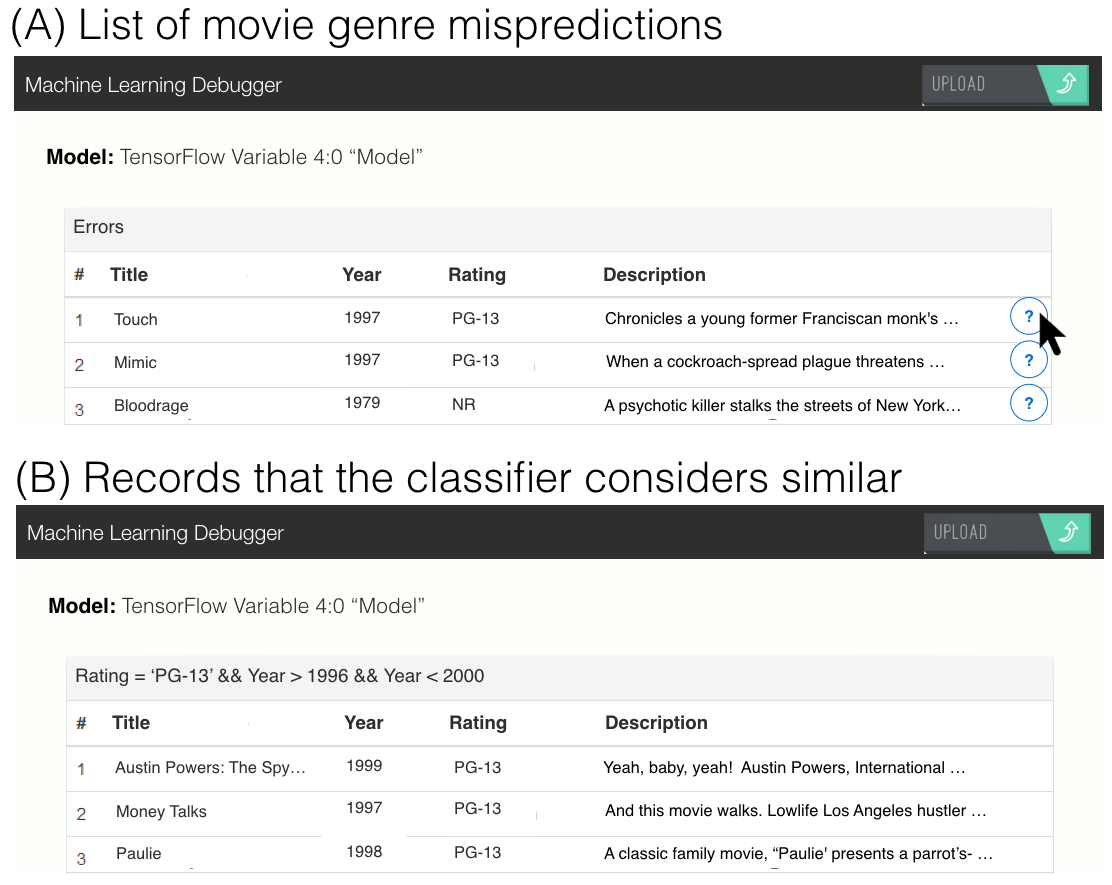 (A) List of movie genre mispredictions
Machine Learning Debugger UPLOAD
Model: TensorFlow Variable 4:0 “Model”
Errors
# Title Year Rating Description
1 Touch 1997 PG-13 Chronicles a young former Franciscan monk's ... ?
2 Mimic 1997 PG-13 When a cockroach-spread plague threatens ... ?
3 Bloodrage 1979 NR A psychotic killer stalks the streets of New York... ?
(B) Records that the classifier considers similar
Machine Learning Debugger UPLOAD
Model: TensorFlow Variable 4:0 “Model”
Rating = ‘PG-13’ && Year > 1996 && Year < 2000
# Title Year Rating Description
1 Austin Powers: The Spy... 1999 PG-13 Yeah, baby, yeah! Austin Powers, International ...
2 Money Talks 1997 PG-13 And this movie walks. Lowlife Los Angeles hustler ...
3 Paulie 1998 PG-13 A classic family movie, “Paulie' presents a parrot’s- ...